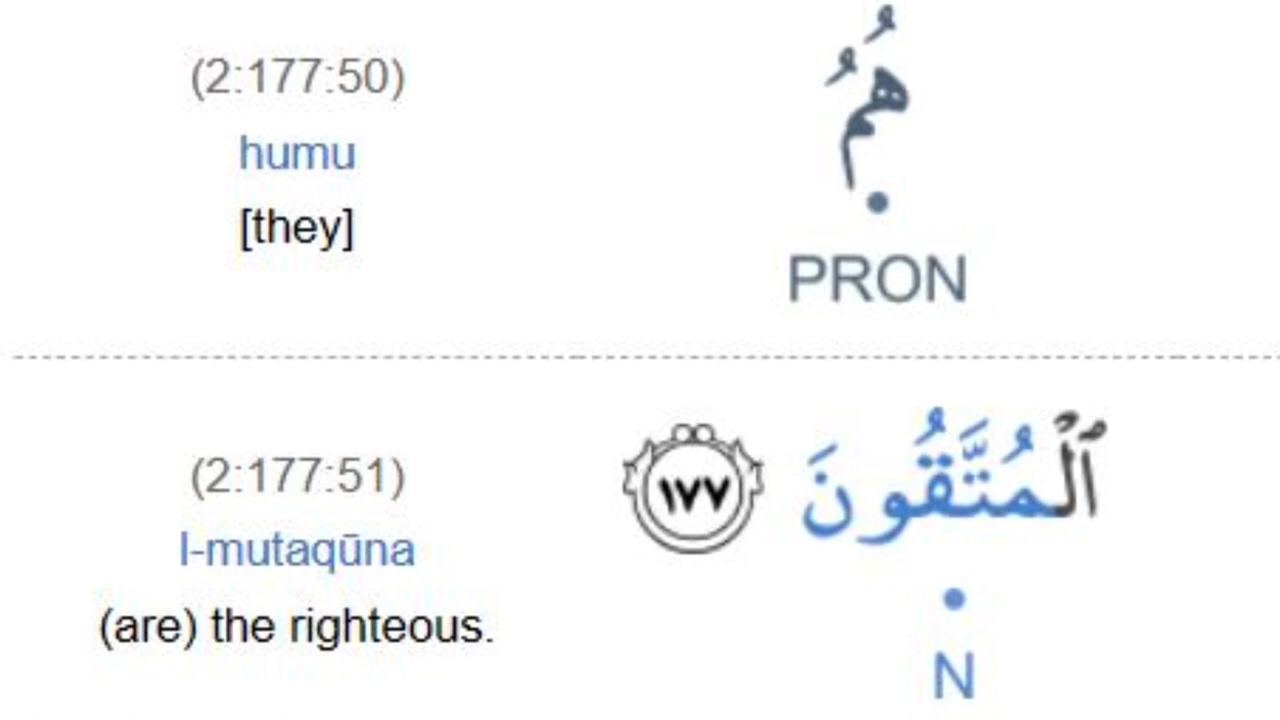 (2:177:50)
humu
[they]
هُمُ
PRON
(2:177:51)
l-mutaqūna
(are) the righteous.
ٱلْمُتَّقُونَ ١٧٧
N